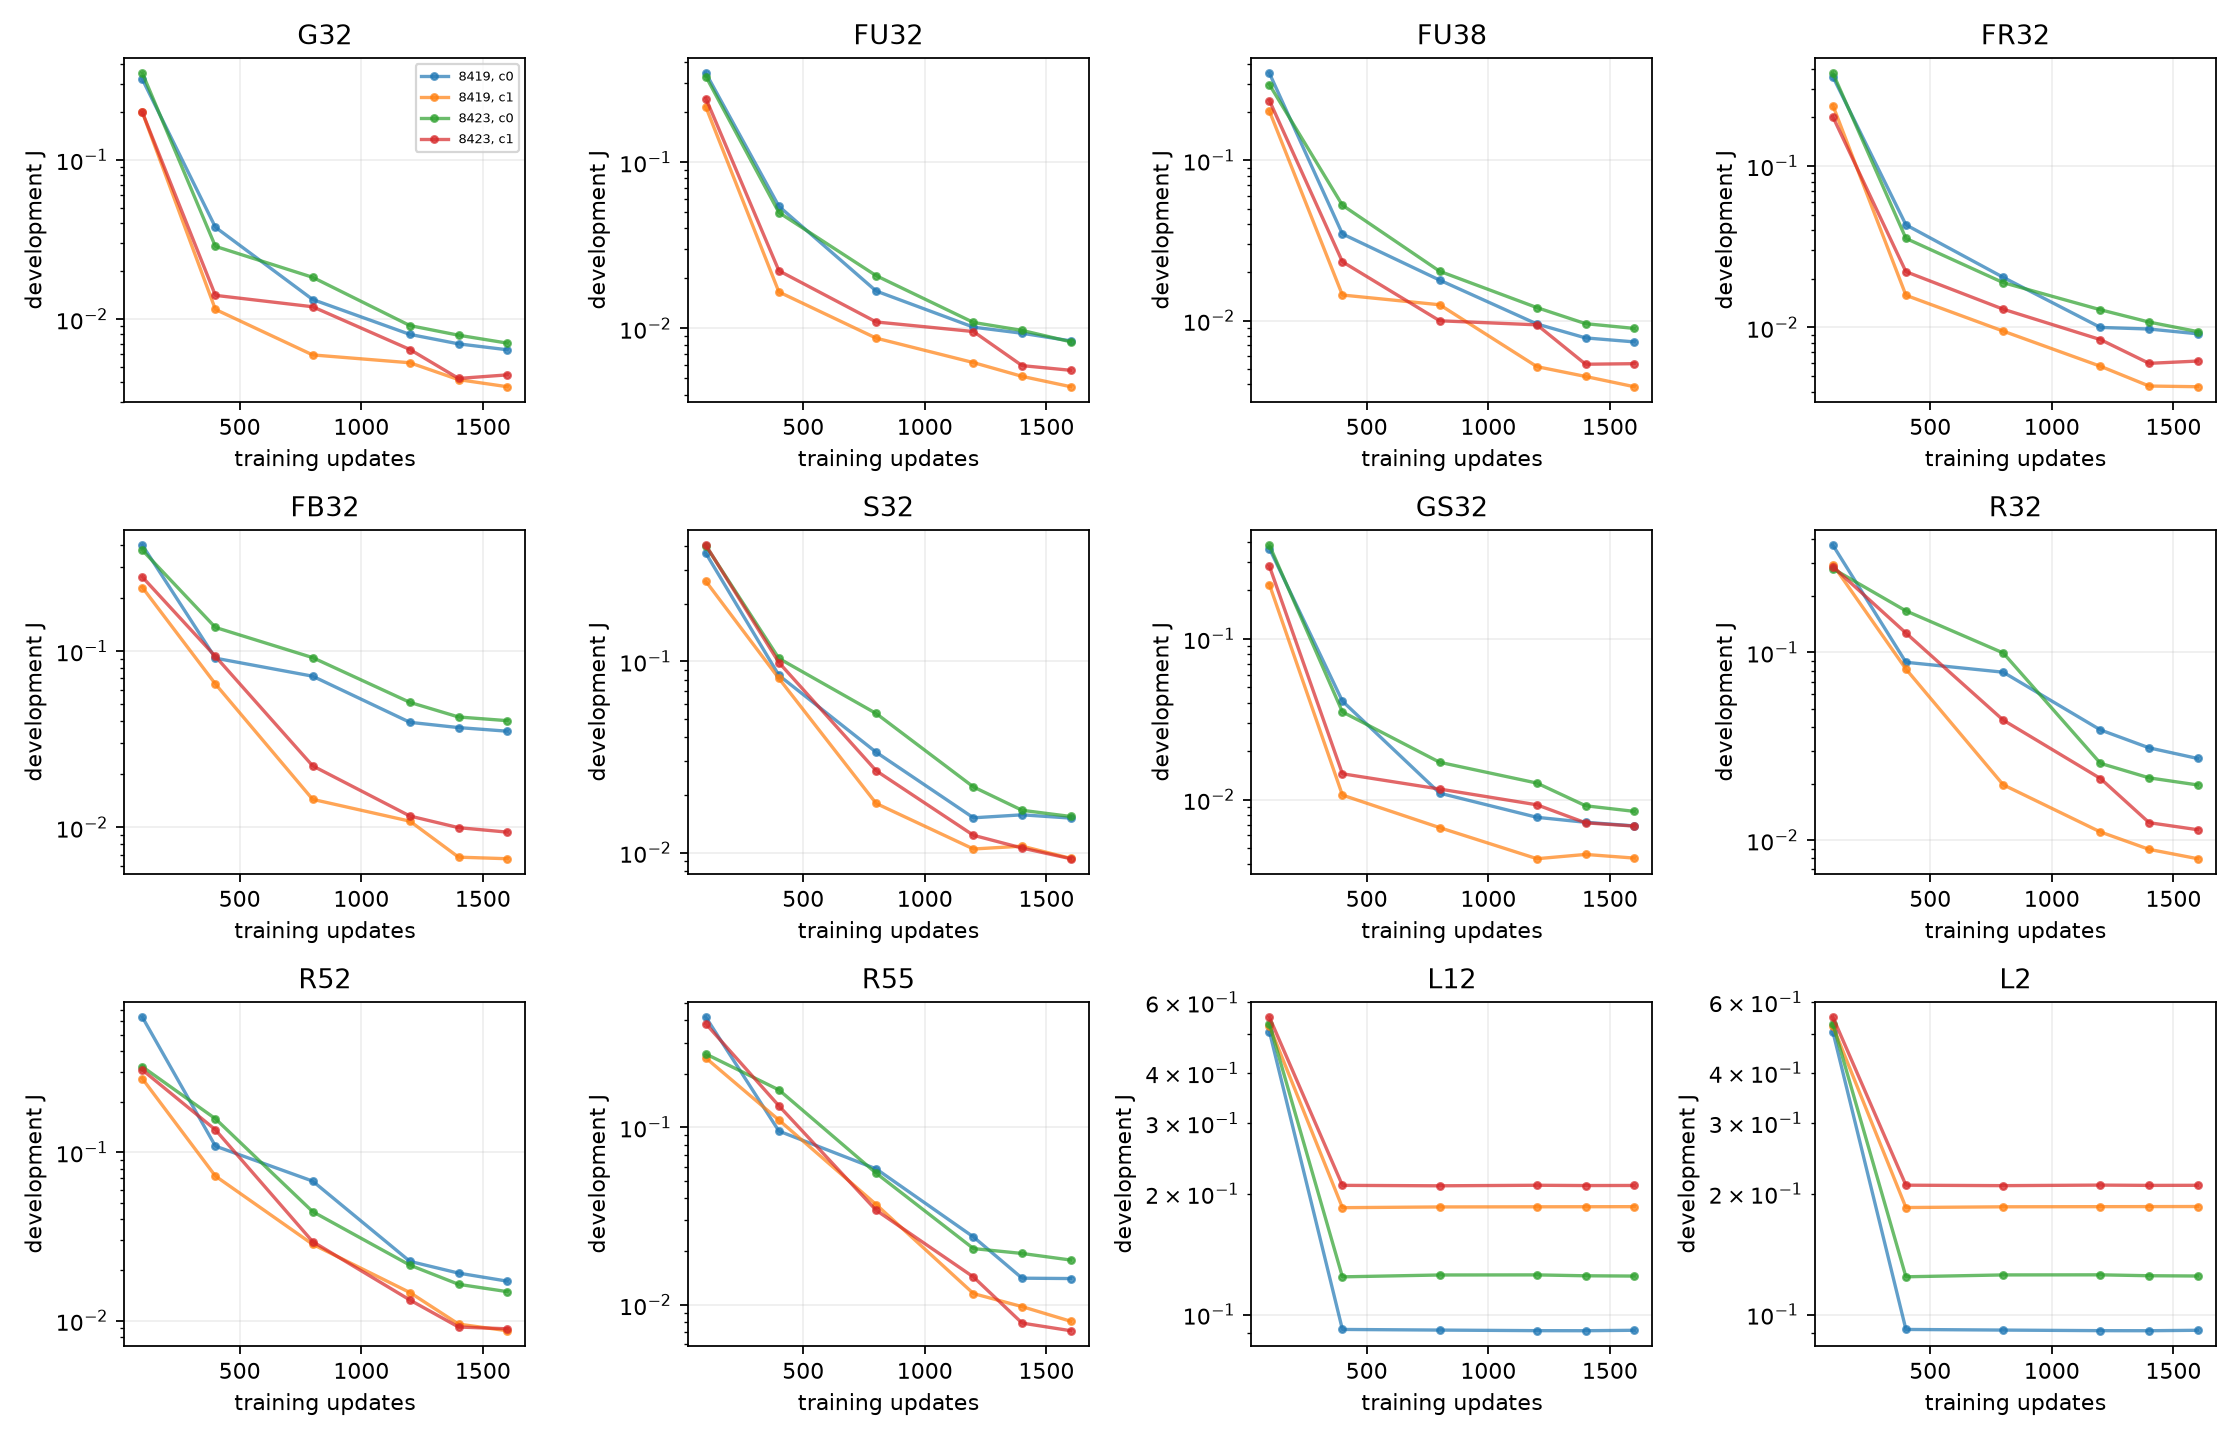 G32
FU32
FU38
FR32
8419, c0
8419, c1
8423, c0
8423, c1
development J
10⁻¹
10⁻²
500 1000 1500
training updates
development J
10⁻¹
10⁻²
500 1000 1500
training updates
development J
10⁻¹
10⁻²
500 1000 1500
training updates
development J
10⁻¹
10⁻²
500 1000 1500
training updates
FB32
S32
GS32
R32
development J
10⁻¹
10⁻²
500 1000 1500
training updates
development J
10⁻¹
10⁻²
500 1000 1500
training updates
development J
10⁻¹
10⁻²
500 1000 1500
training updates
development J
10⁻¹
10⁻²
500 1000 1500
training updates
R52
R55
L12
L2
development J
10⁻¹
10⁻²
500 1000 1500
training updates
development J
10⁻¹
10⁻²
500 1000 1500
training updates
development J
6 × 10⁻¹
4 × 10⁻¹
3 × 10⁻¹
2 × 10⁻¹
10⁻¹
500 1000 1500
training updates
development J
6 × 10⁻¹
4 × 10⁻¹
3 × 10⁻¹
2 × 10⁻¹
10⁻¹
500 1000 1500
training updates